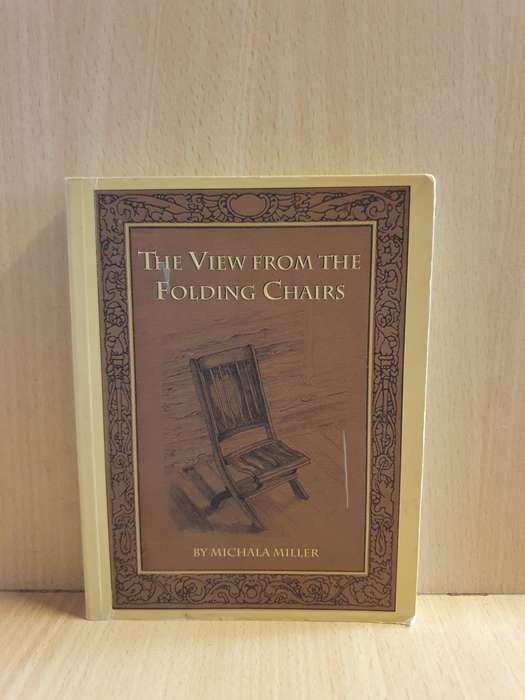 THE VIEW FROM THE
FOLDING CHAIRS
BY MICHALA MILLER